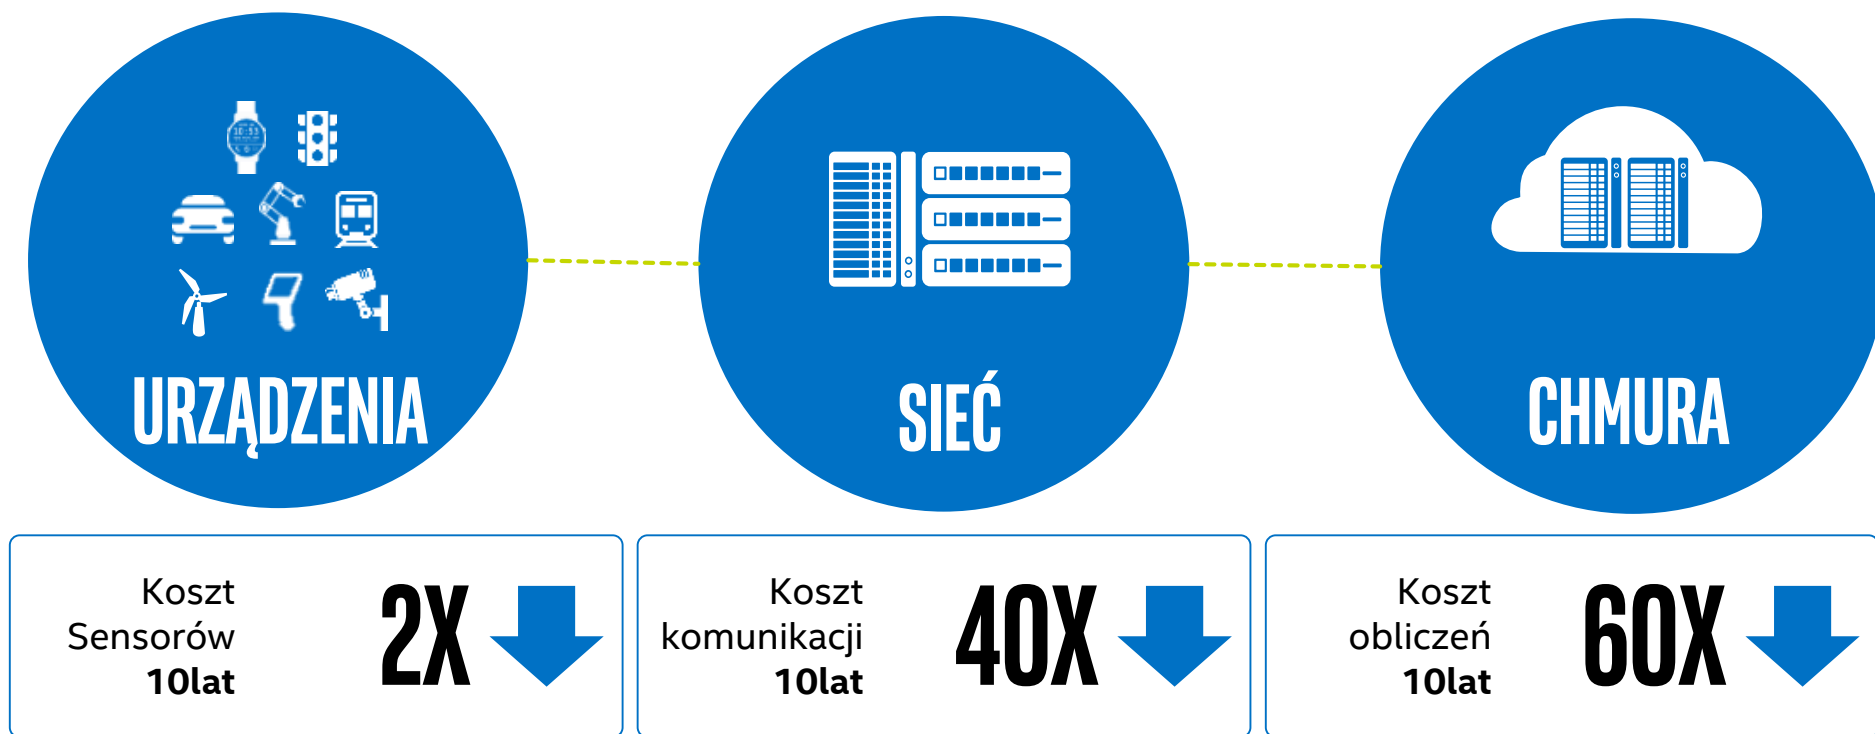 URZĄDZENIA
SIEĆ
CHMURA
Koszt
Sensorów
10lat
2X
Koszt
komunikacji
10lat
40X
Koszt
obliczeń
10lat
60X